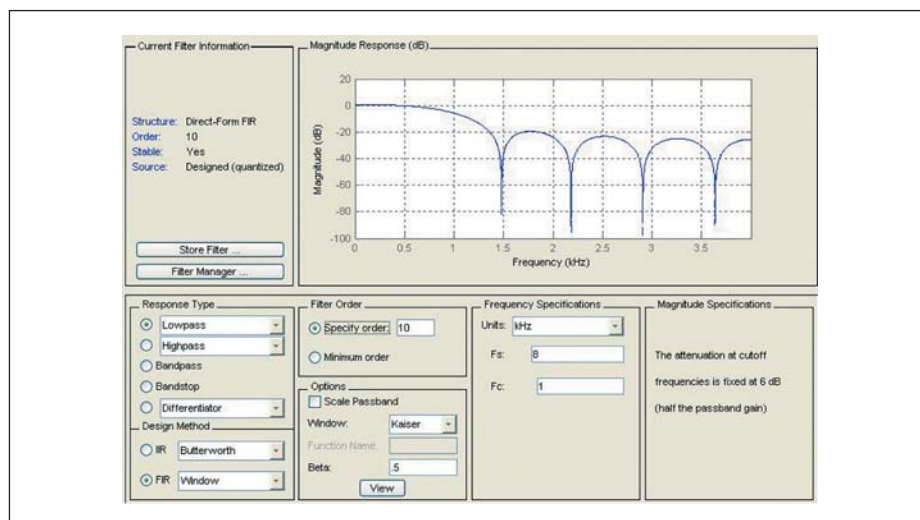 Current Filter Information
Structure: Direct-Form FIR
Order: 10
Stable: Yes
Source: Designed (quantized)
Store Filter ...
Filter Manager ...
Magnitude Response (dB)
20
0
-20
-40
-60
-80
-100
Magnitude (dB)
0 0.5 1 1.5 2 2.5 3 3.5
Frequency (kHz)
Response Type
Lowpass
Highpass
Bandpass
Bandstop
Differentiator
Design Method
IIR Butterworth
FIR Window
Filter Order
Specify order: 10
Minimum order
Options
Scale Passband
Window: Kaiser
Function Name:
Beta: .5
View
Frequency Specifications
Units: kHz
Fs: 8
Fc: 1
Magnitude Specifications
The attenuation at cutoff
frequencies is fixed at 6 dB
(half the passband gain)